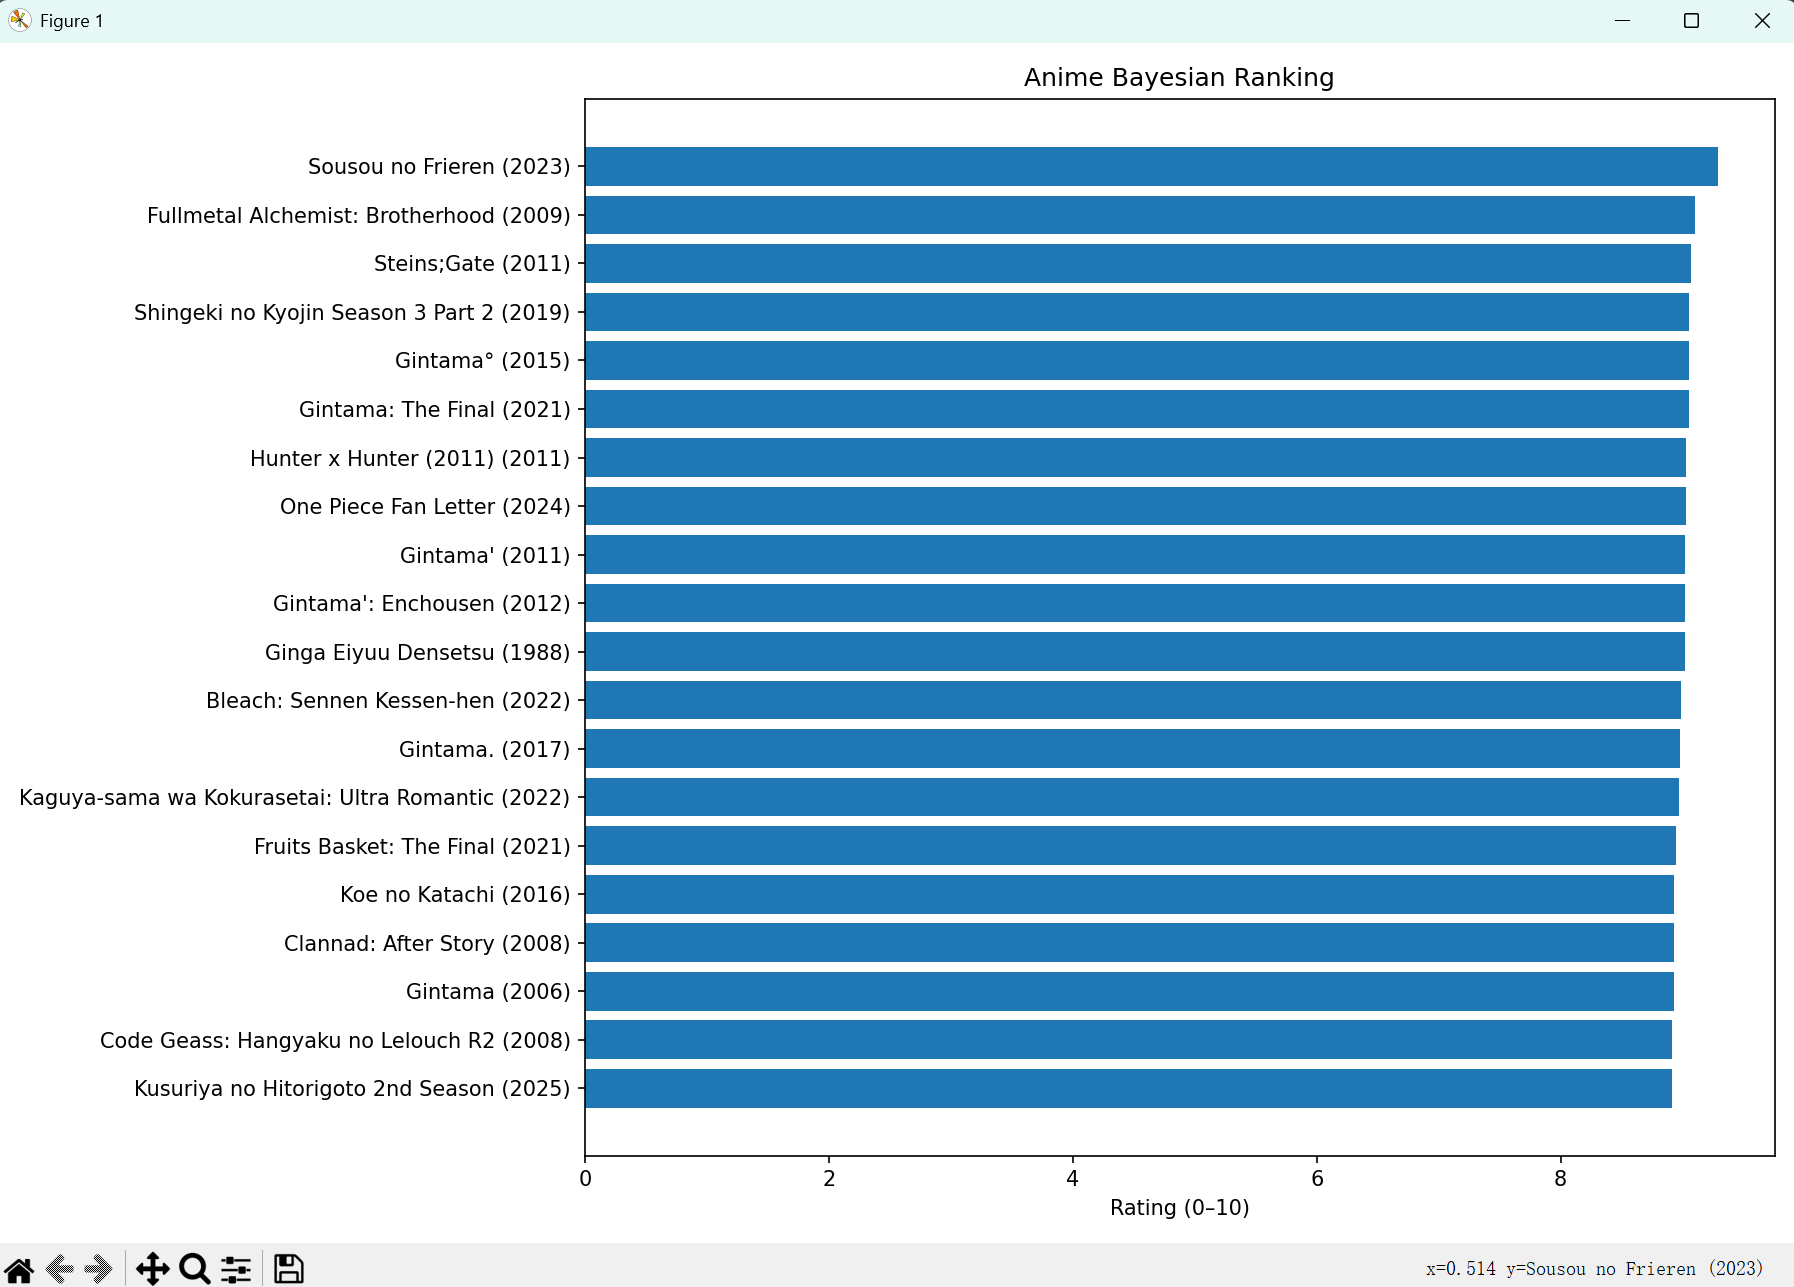 Figure 1
Anime Bayesian Ranking
Sousou no Frieren (2023)
Fullmetal Alchemist: Brotherhood (2009)
Steins;Gate (2011)
Shingeki no Kyojin Season 3 Part 2 (2019)
Gintama° (2015)
Gintama: The Final (2021)
Hunter x Hunter (2011) (2011)
One Piece Fan Letter (2024)
Gintama' (2011)
Gintama': Enchousen (2012)
Ginga Eiyuu Densetsu (1988)
Bleach: Sennen Kessen-hen (2022)
Gintama. (2017)
Kaguya-sama wa Kokurasetai: Ultra Romantic (2022)
Fruits Basket: The Final (2021)
Koe no Katachi (2016)
Clannad: After Story (2008)
Gintama (2006)
Code Geass: Hangyaku no Lelouch R2 (2008)
Kusuriya no Hitorigoto 2nd Season (2025)
0 2 4 6 8
Rating (0–10)
x=0.514 y=Sousou no Frieren (2023)